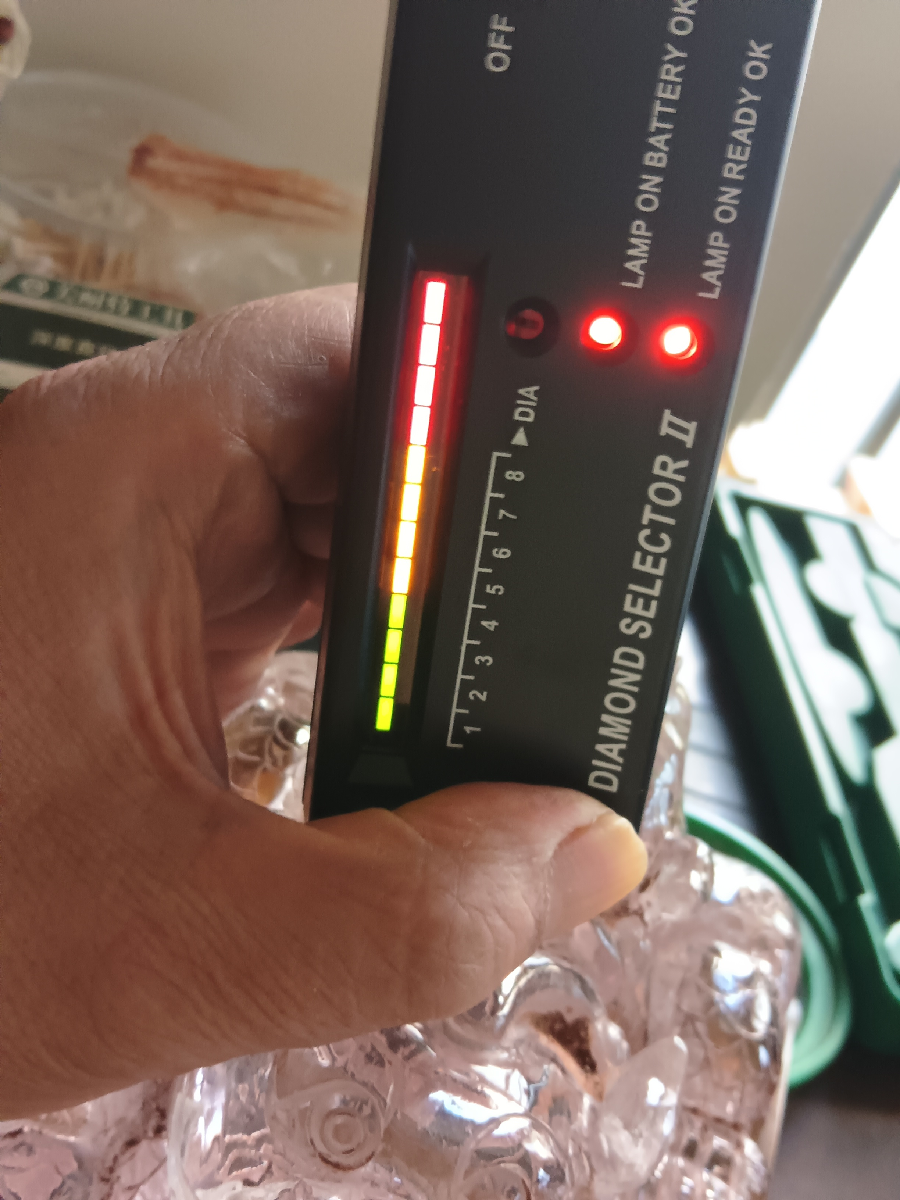 OFF
LAMP ON BATTERY OK
LAMP ON READY OK
▶DIA
1 2 3 4 5 6 7 8
DIAMOND SELECTOR II